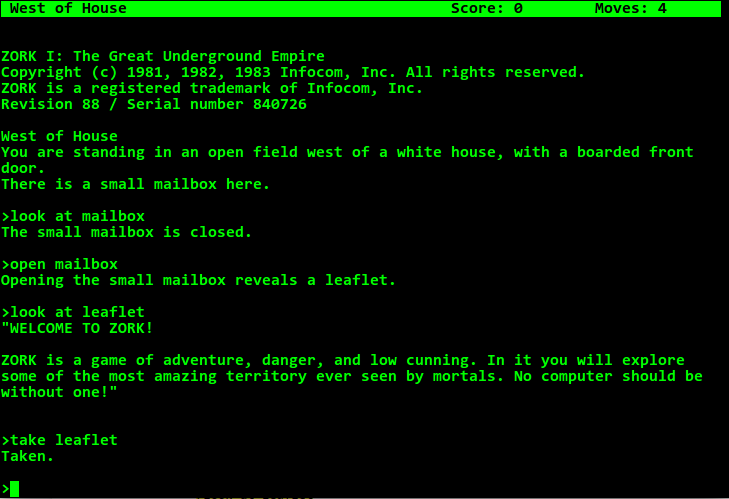 West of House Score: 0 Moves: 4
ZORK I: The Great Underground Empire
Copyright (c) 1981, 1982, 1983 Infocom, Inc. All rights reserved.
ZORK is a registered trademark of Infocom, Inc.
Revision 88 / Serial number 840726
West of House
You are standing in an open field west of a white house, with a boarded front
door.
There is a small mailbox here.
>look at mailbox
The small mailbox is closed.
>open mailbox
Opening the small mailbox reveals a leaflet.
>look at leaflet
"WELCOME TO ZORK!
ZORK is a game of adventure, danger, and low cunning. In it you will explore
some of the most amazing territory ever seen by mortals. No computer should be
without one!"
>take leaflet
Taken.
>